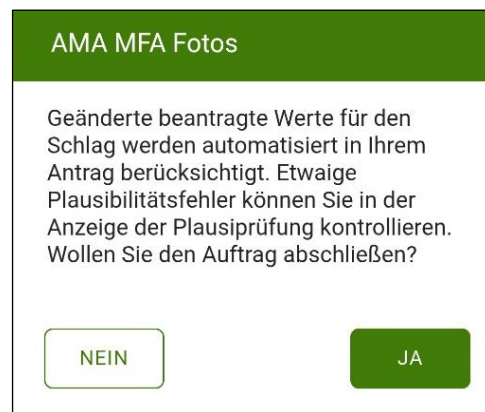 AMA MFA Fotos
Geänderte beantragte Werte für den
Schlag werden automatisiert in Ihrem
Antrag berücksichtigt. Etwaige
Plausibilitätsfehler können Sie in der
Anzeige der Plausiprüfung kontrollieren.
Wollen Sie den Auftrag abschließen?
NEIN
JA